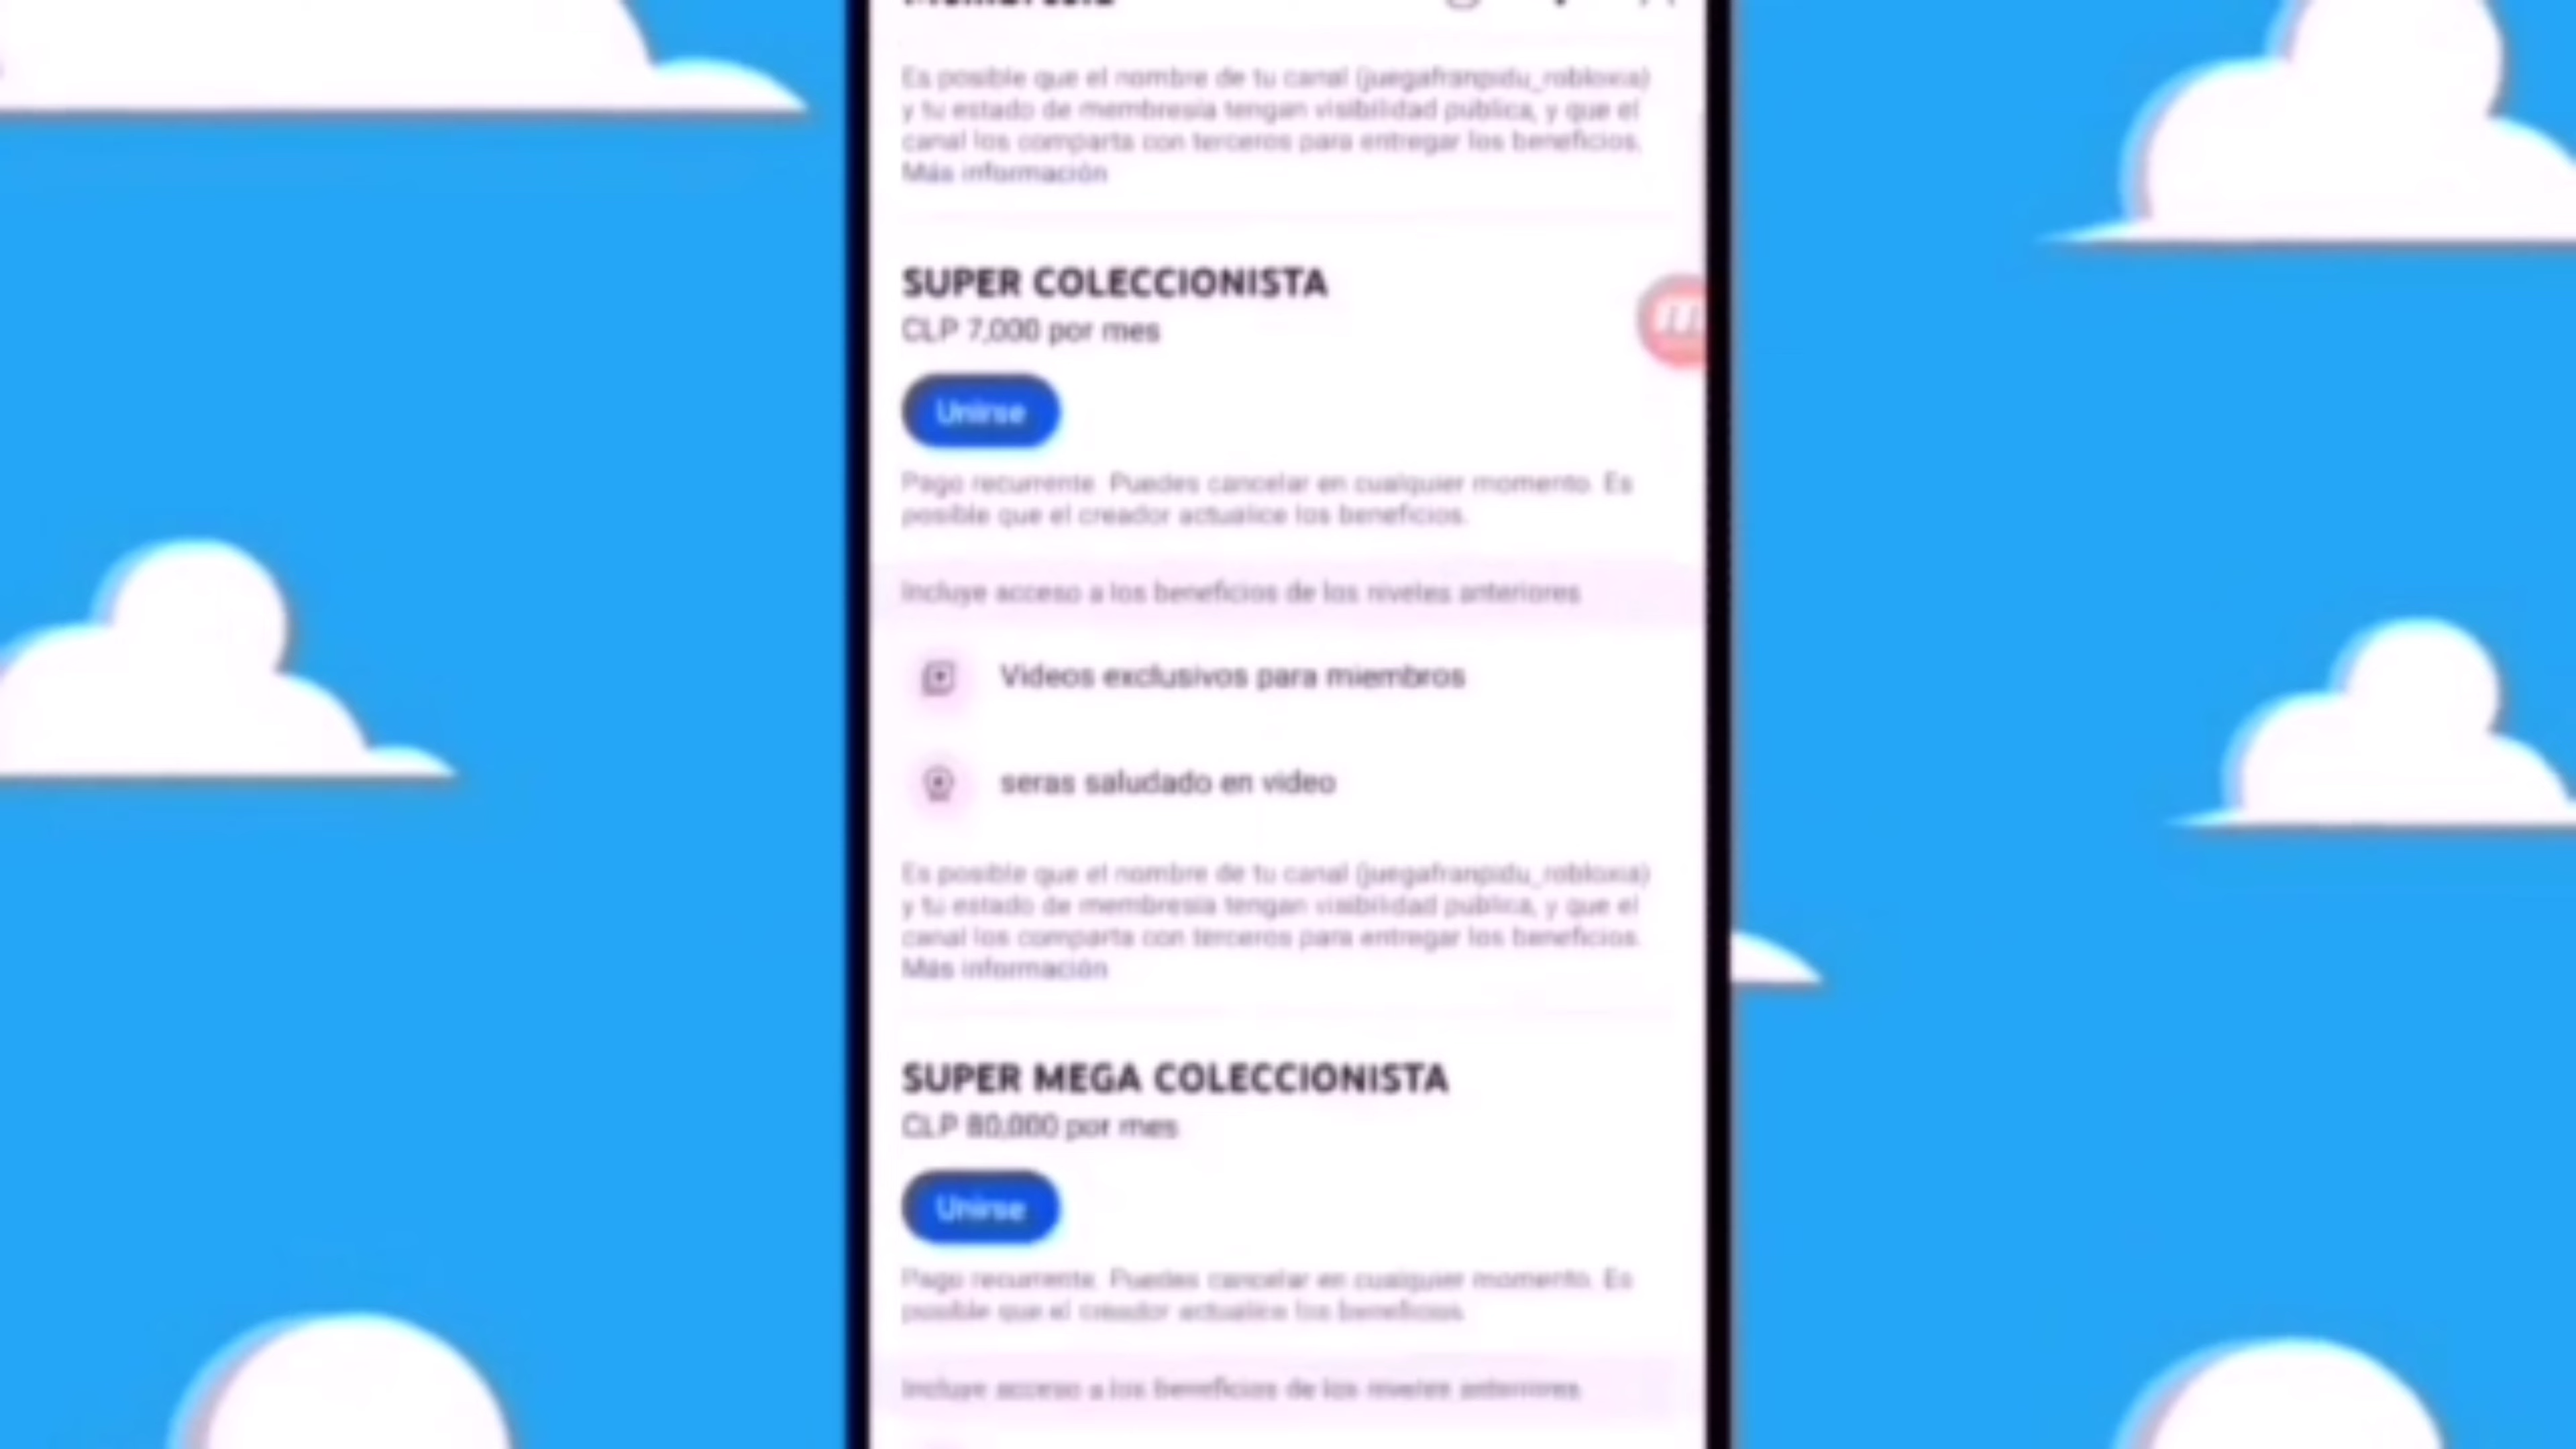 Es posible que el nombre de tu canal (juegafranpidu_robloxia)
y tu estado de membresía tengan visibilidad pública, y que el
canal los comparta con terceros para entregar los beneficios.
Más información
SUPER COLECCIONISTA
CLP 7,000 por mes
Unirse
Pago recurrente. Puedes cancelar en cualquier momento. Es
posible que el creador actualice los beneficios.
Incluye acceso a los beneficios de los niveles anteriores
Videos exclusivos para miembros
seras saludado en video
Es posible que el nombre de tu canal (juegafranpidu_robloxia)
y tu estado de membresía tengan visibilidad pública, y que el
canal los comparta con terceros para entregar los beneficios.
Más información
SUPER MEGA COLECCIONISTA
CLP 80,000 por mes
Unirse
Pago recurrente. Puedes cancelar en cualquier momento. Es
posible que el creador actualice los beneficios.
Incluye acceso a los beneficios de los niveles anteriores